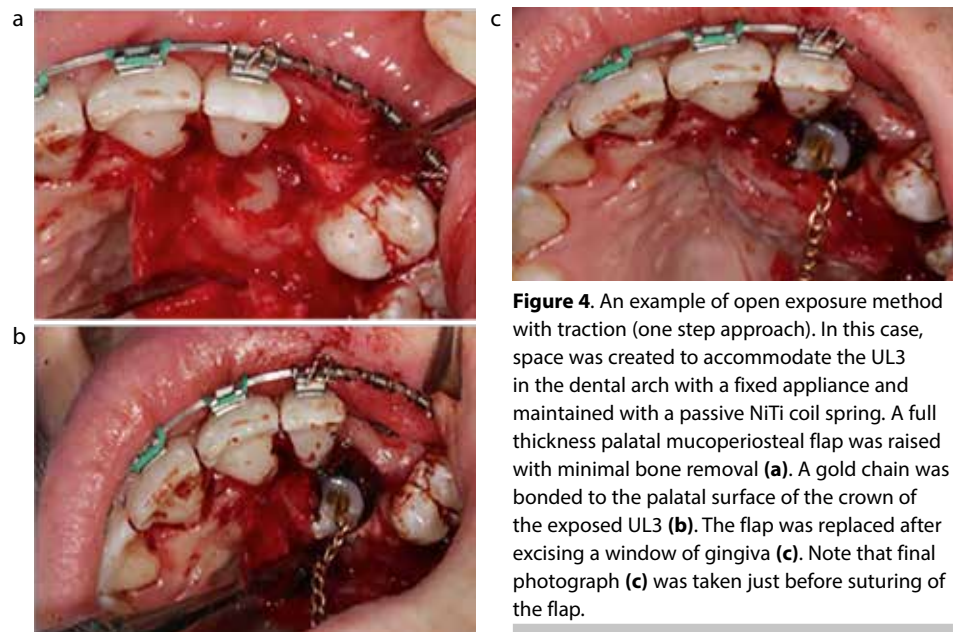 a
b
c
Figure 4. An example of open exposure method
with traction (one step approach). In this case,
space was created to accommodate the UL3
in the dental arch with a fixed appliance and
maintained with a passive NiTi coil spring. A full
thickness palatal mucoperiosteal flap was raised
with minimal bone removal (a). A gold chain was
bonded to the palatal surface of the crown of
the exposed UL3 (b). The flap was replaced after
excising a window of gingiva (c). Note that final
photograph (c) was taken just before suturing of
the flap.